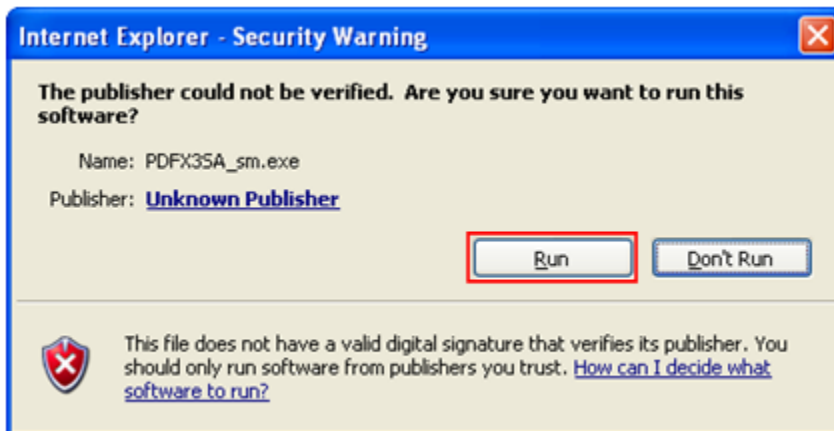 Internet Explorer - Security Warning
The publisher could not be verified. Are you sure you want to run this
software?
Name: PDFX3SA_sm.exe
Publisher: Unknown Publisher
Run Don't Run
This file does not have a valid digital signature that verifies its publisher. You
should only run software from publishers you trust. How can I decide what
software to run?